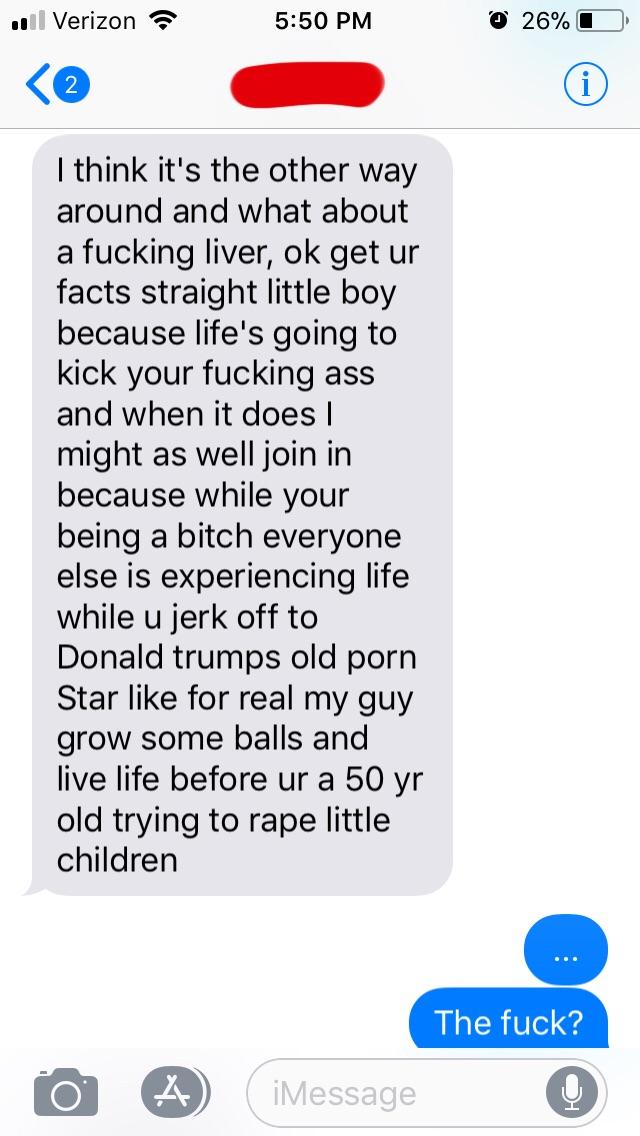 Verizon 5:50 PM 26%
2
I think it's the other way
around and what about
a fucking liver, ok get ur
facts straight little boy
because life's going to
kick your fucking ass
and when it does I
might as well join in
because while your
being a bitch everyone
else is experiencing life
while u jerk off to
Donald trumps old porn
Star like for real my guy
grow some balls and
live life before ur a 50 yr
old trying to rape little
children
...
The fuck?
iMessage